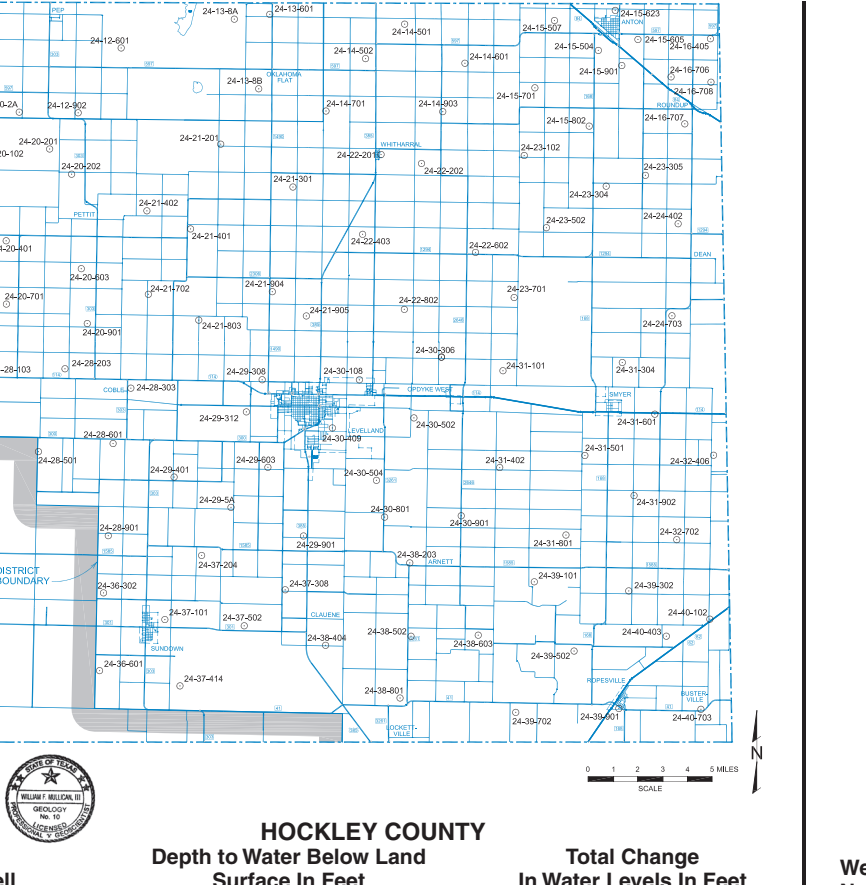 24-13-8A
24-13-601
24-15-623
PEP
24-14-501
24-15-507
ANTON
24-12-601
24-15-504
24-15-605
24-16-405
24-14-502
24-14-601
24-15-901
24-16-706
24-13-8B
OKLAHOMA
FLAT
24-15-701
24-16-708
0-2A
24-12-902
24-14-701
24-14-903
ROUNDUP
24-15-802
24-16-707
24-20-201
24-21-201
WHITHARRAL
20-102
24-22-201
24-23-102
24-20-202
24-22-202
24-23-305
24-21-301
24-23-304
24-21-402
PETTIT
24-23-502
24-24-402
24-21-401
24-22-403
24-20-401
24-22-602
DEAN
24-20-603
24-21-702
24-21-904
24-23-701
24-20-701
24-22-802
24-21-905
24-20-901
24-21-803
24-24-703
24-28-203
24-30-306
-28-103
24-29-308
24-30-108
24-31-101
24-31-304
COBLE
24-28-303
OPDYKE WEST
SMYER
24-29-312
24-30-502
24-31-601
LEVELLAND
24-28-601
24-30-409
24-31-501
24-28-501
24-29-401
24-29-603
24-31-402
24-32-406
24-30-504
24-29-5A
24-31-902
24-30-801
24-28-901
24-30-901
24-32-702
24-29-901
24-31-601
24-38-203
ARNETT
DISTRICT
BOUNDARY
24-37-204
24-36-302
24-37-308
24-39-101
24-39-302
24-37-101
24-37-502
CLAUENE
24-40-102
24-38-404
24-38-502
24-38-603
24-40-403
SUNDOWN
24-39-502
24-36-601
24-37-414
ROPESVILLE
24-38-801
BUSTER-
VILLE
24-39-702
24-39-901
24-40-703
LOCKETT-
VILLE
N
0 1 2 3 4 5 MILES
SCALE
STATE OF TEXAS
WILLIAM F. MULLICAN, III
GEOLOGY
No. 10
LICENSED
PROFESSIONAL GEOSCIENTIST
HOCKLEY COUNTY
Depth to Water Below Land
Surface In Feet
Total Change
In Water Levels In Feet
ell
We